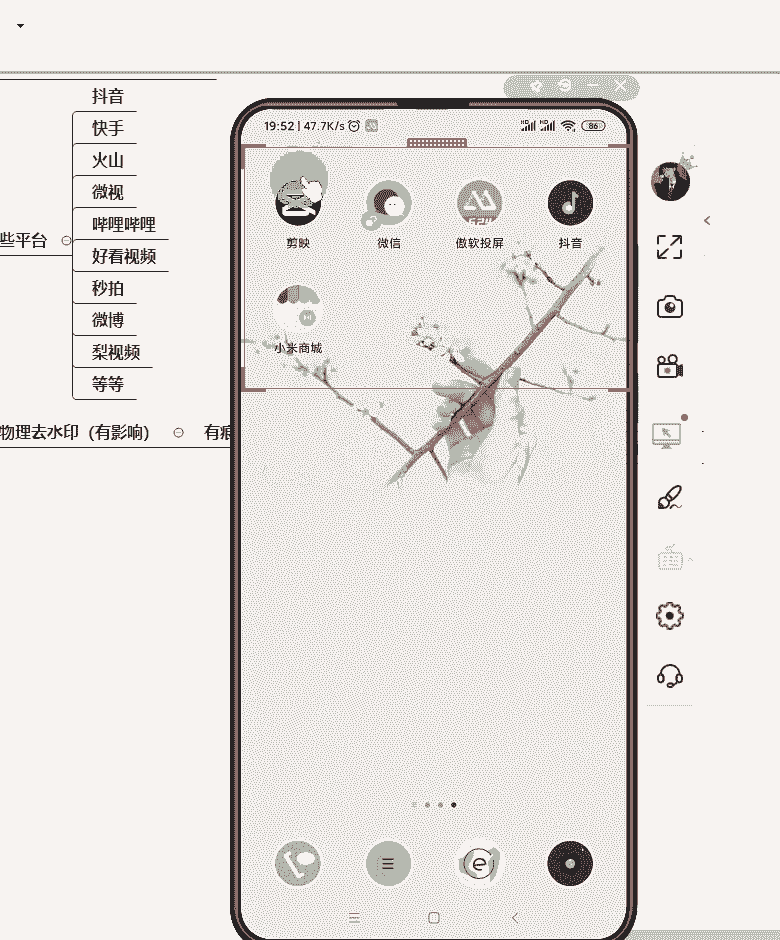 抖音
快手
火山
微视
哔哩哔哩
些平台
好看视频
秒拍
微博
梨视频
等等
物理去水印（有影响）
有痕
19:52 | 47.7K/s
HD
HD
86
剪映
微信
傲软投屏
抖音
小米商城